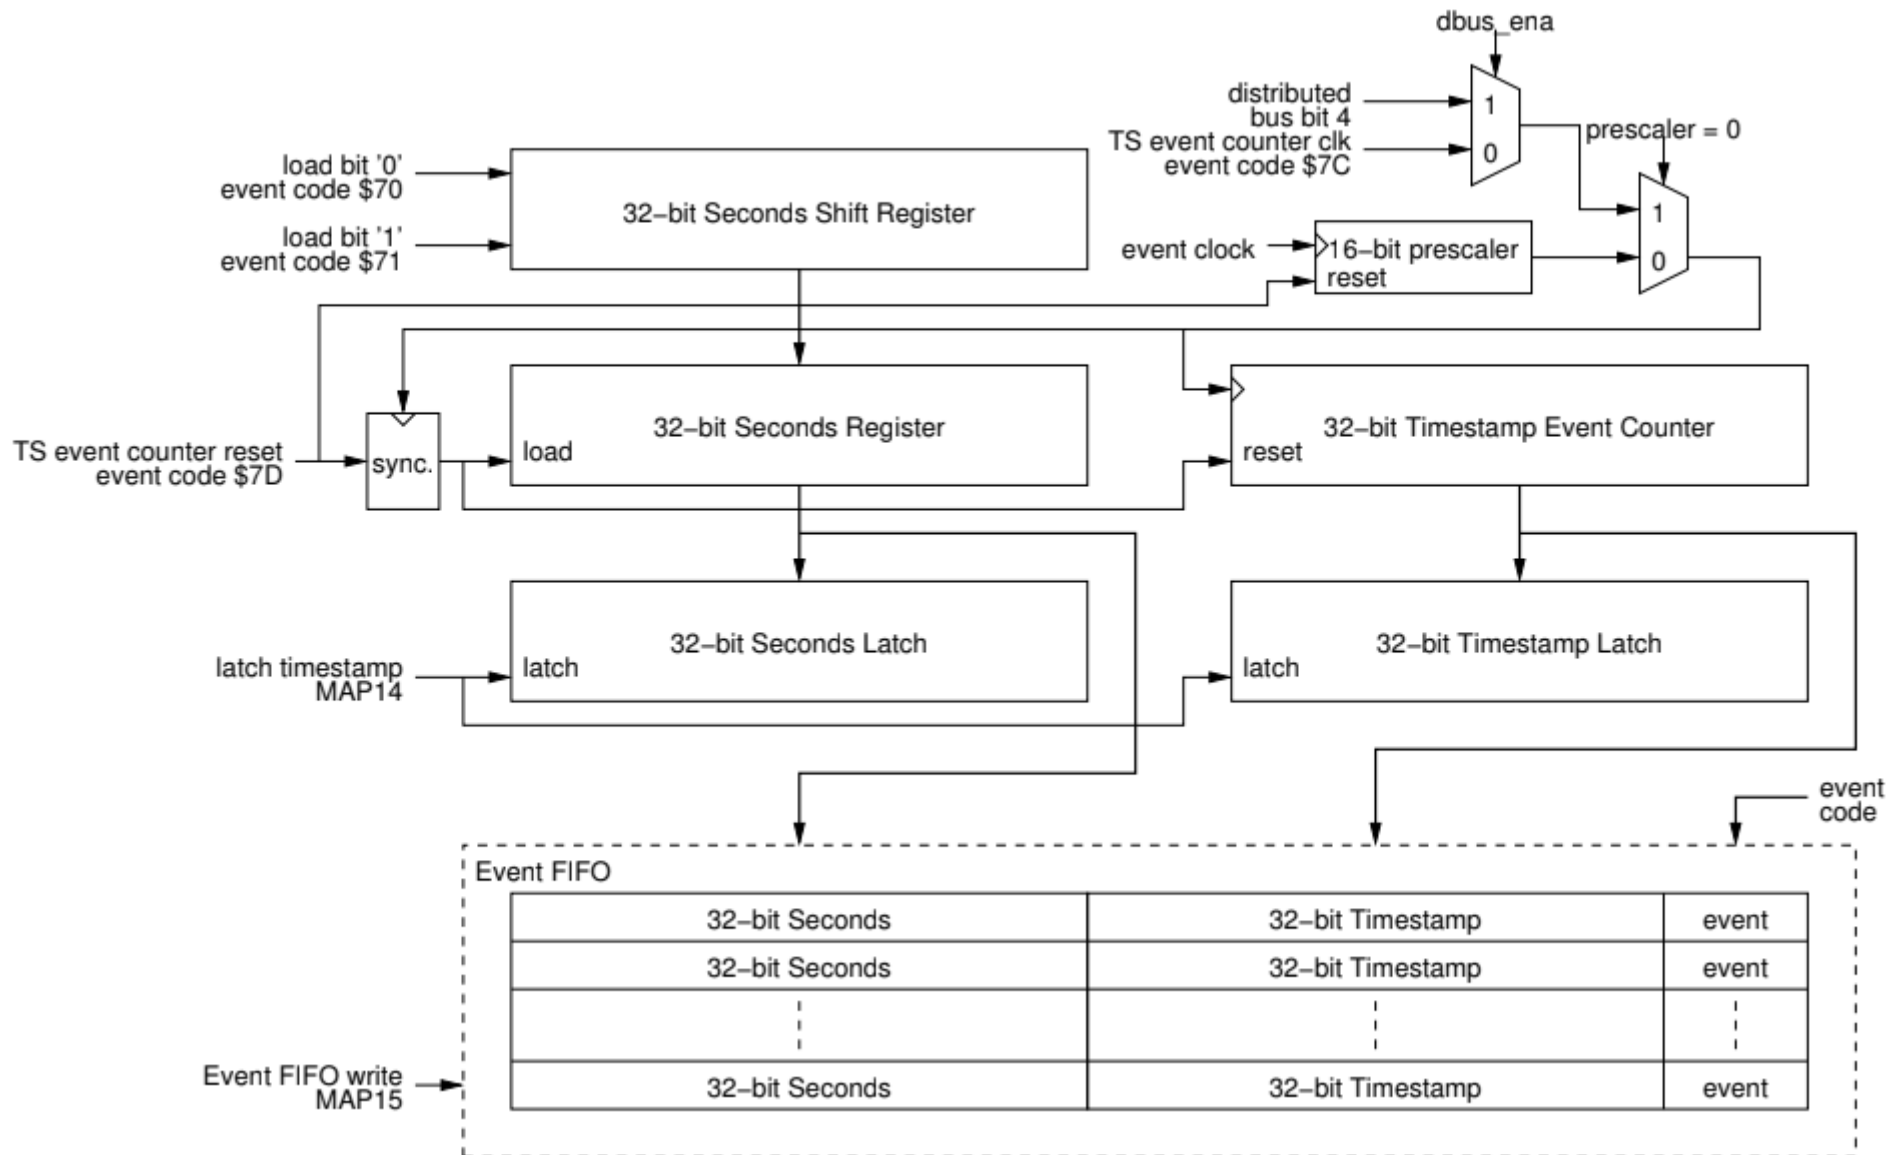 dbus_ena
distributed
bus bit 4
1
prescaler = 0
TS event counter clk
event code $7C
0
load bit '0'
event code $70
32-bit Seconds Shift Register
1
load bit '1'
event code $71
event clock
16-bit prescaler
reset
0
32-bit Seconds Register
load
32-bit Timestamp Event Counter
reset
TS event counter reset
event code $7D
sync.
32-bit Seconds Latch
latch
32-bit Timestamp Latch
latch
latch timestamp
MAP14
event
code
Event FIFO
32-bit Seconds 32-bit Timestamp event
32-bit Seconds 32-bit Timestamp event
Event FIFO write
MAP15
32-bit Seconds 32-bit Timestamp event